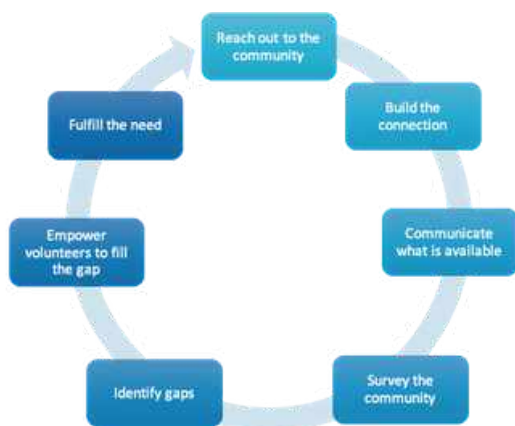 Reach out to the
community
Build the
connection
Communicate
what is available
Survey the
community
Identify gaps
Empower
volunteers to fill
the gap
Fulfill the need